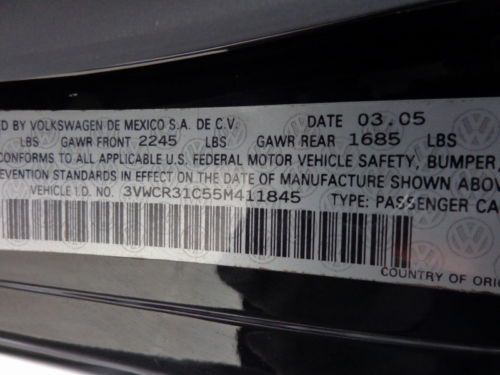 D BY VOLKSWAGEN DE MEXICO S.A. DE C.V. DATE 03.05
LBS GAWR FRONT 2245 LBS GAWR REAR 1685 LBS
CONFORMS TO ALL APPLICABLE U.S. FEDERAL MOTOR VEHICLE SAFETY, BUMPER,
EVENTION STANDARDS IN EFFECT ON THE DATE OF MANUFACTURE SHOWN ABOV
VEHICLE I.D. NO. 3VWCR31C55M411845 TYPE: PASSENGER CA
COUNTRY OF ORIG